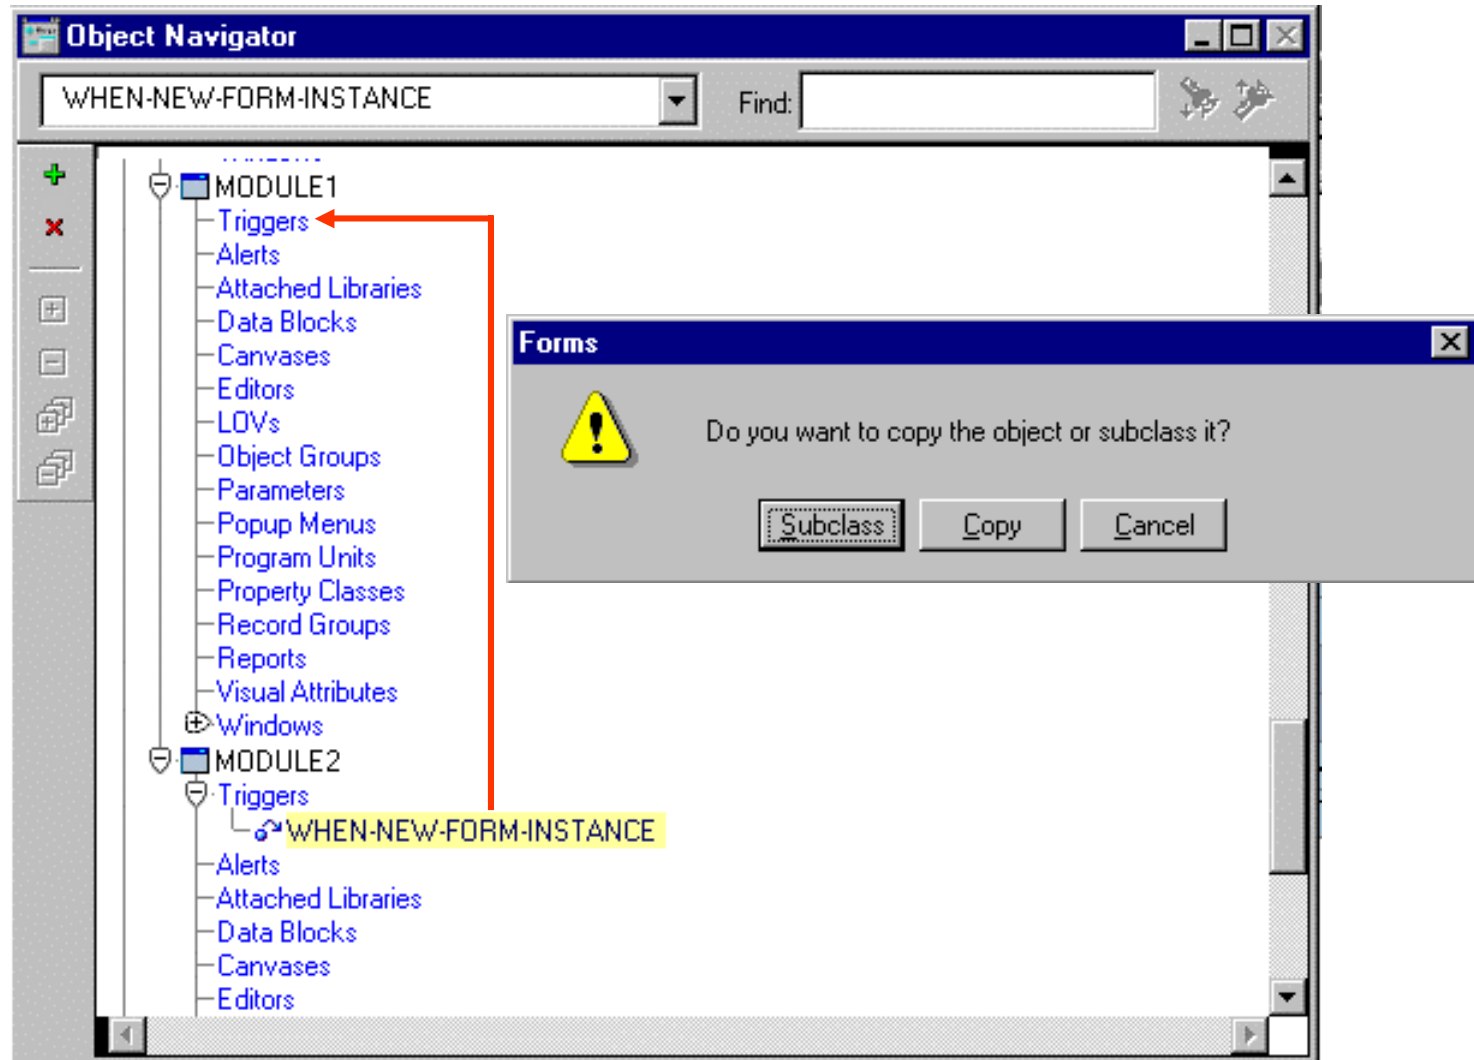 Object Navigator
WHEN-NEW-FORM-INSTANCE
Find:
MODULE1
Triggers
Alerts
Attached Libraries
Data Blocks
Canvases
Editors
LOVs
Object Groups
Parameters
Popup Menus
Program Units
Property Classes
Record Groups
Reports
Visual Attributes
Windows
MODULE2
Triggers
WHEN-NEW-FORM-INSTANCE
Alerts
Attached Libraries
Data Blocks
Canvases
Editors
Forms
Do you want to copy the object or subclass it?
Subclass Copy Cancel